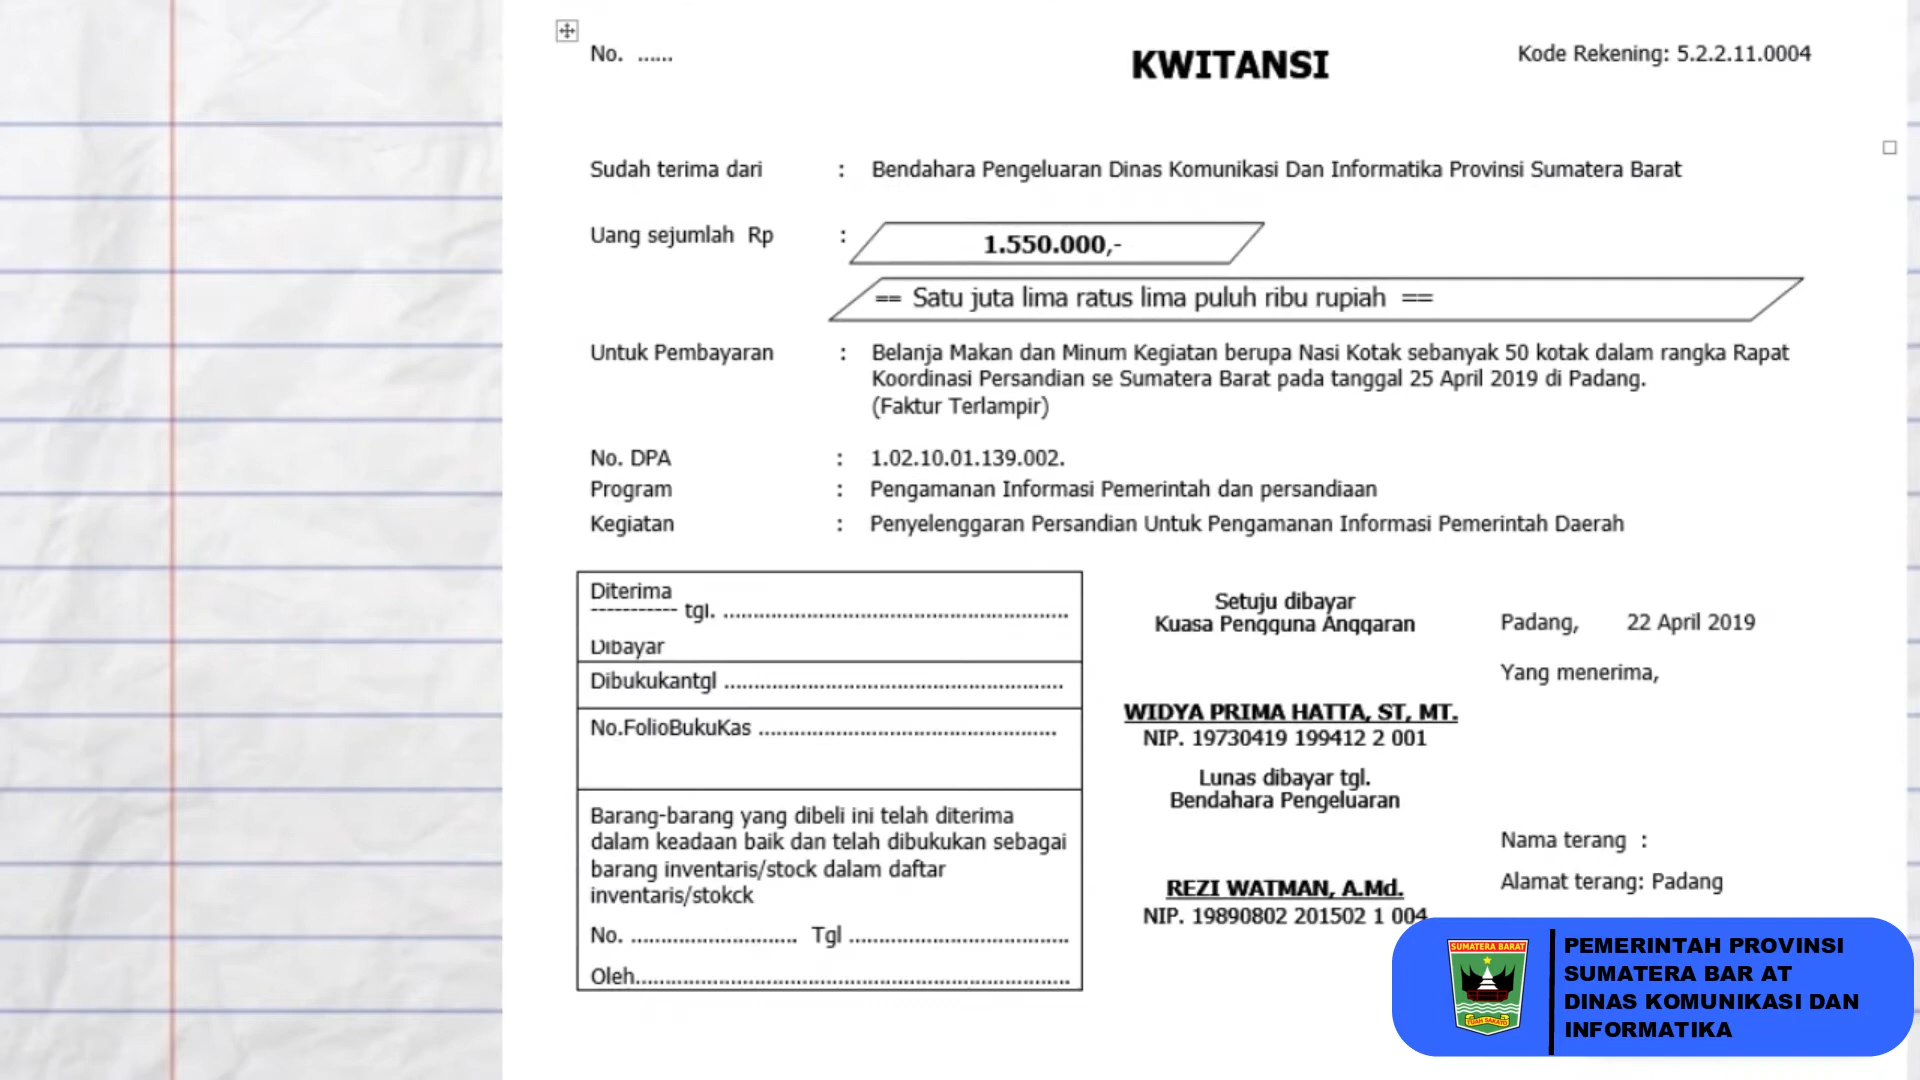 No. ......
KWITANSI
Kode Rekening: 5.2.2.11.0004
Sudah terima dari : Bendahara Pengeluaran Dinas Komunikasi Dan Informatika Provinsi Sumatera Barat
Uang sejumlah Rp : 1.550.000,-
== Satu juta lima ratus lima puluh ribu rupiah ==
Untuk Pembayaran : Belanja Makan dan Minum Kegiatan berupa Nasi Kotak sebanyak 50 kotak dalam rangka Rapat
Koordinasi Persandian se Sumatera Barat pada tanggal 25 April 2019 di Padang.
(Faktur Terlampir)
No. DPA : 1.02.10.01.139.002.
Program : Pengamanan Informasi Pemerintah dan persandiaan
Kegiatan : Penyelenggaran Persandian Untuk Pengamanan Informasi Pemerintah Daerah
Diterima
----------- tgl. ..........................................................
Dibayar
Dibukukantgl .........................................................
No.FolioBukuKas ..................................................
Barang-barang yang dibeli ini telah diterima
dalam keadaan baik dan telah dibukukan sebagai
barang inventaris/stock dalam daftar
inventaris/stokck
No. ............................ Tgl .....................................
Oleh.........................................................................
Setuju dibayar
Kuasa Pengguna Anggaran
WIDYA PRIMA HATTA, ST, MT.
NIP. 19730419 199412 2 001
Lunas dibayar tgl.
Bendahara Pengeluaran
REZI WATMAN, A.Md.
NIP. 19890802 201502 1 004
Padang, 22 April 2019
Yang menerima,
Nama terang :
Alamat terang: Padang
SUMATERA BARAT
TUAH SAKATO
PEMERINTAH PROVINSI
SUMATERA BAR AT
DINAS KOMUNIKASI DAN
INFORMATIKA